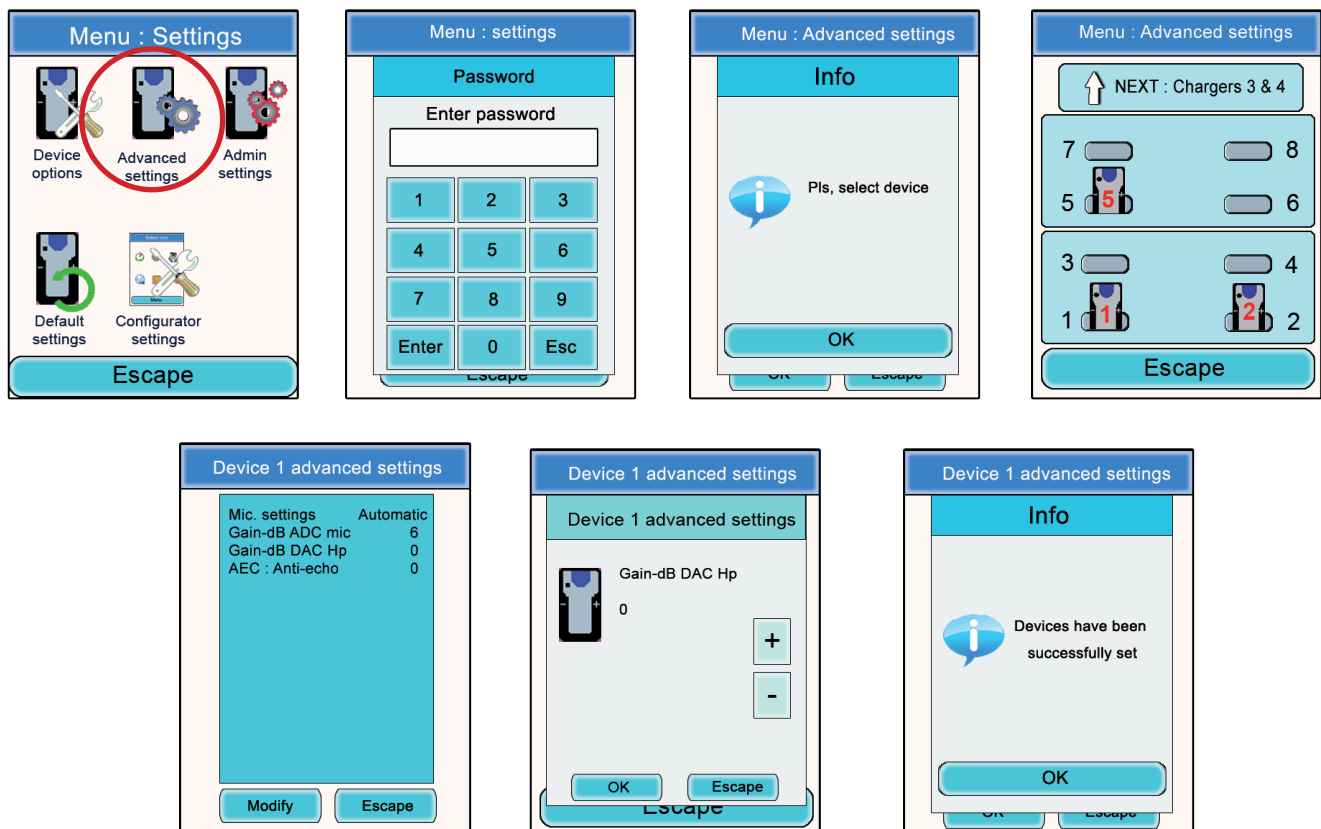 Menu : Settings
Device options
Advanced settings
Admin settings
Default settings
Configurator settings
Escape
Menu : settings
Password
Enter password
1 2 3
4 5 6
7 8 9
Enter 0 Esc
Escape
Menu : Advanced settings
Info
Pls, select device
OK
OK Escape
Menu : Advanced settings
NEXT : Chargers 3 & 4
7 8
5 5 6
3 4
1 1 2 2
Escape
Device 1 advanced settings
Mic. settings Automatic
Gain-dB ADC mic 6
Gain-dB DAC Hp 0
AEC : Anti-echo 0
Modify Escape
Device 1 advanced settings
Device 1 advanced settings
Gain-dB DAC Hp
0
+
-
OK Escape
Escape
Device 1 advanced settings
Info
Devices have been
successfully set
OK
OK Escape